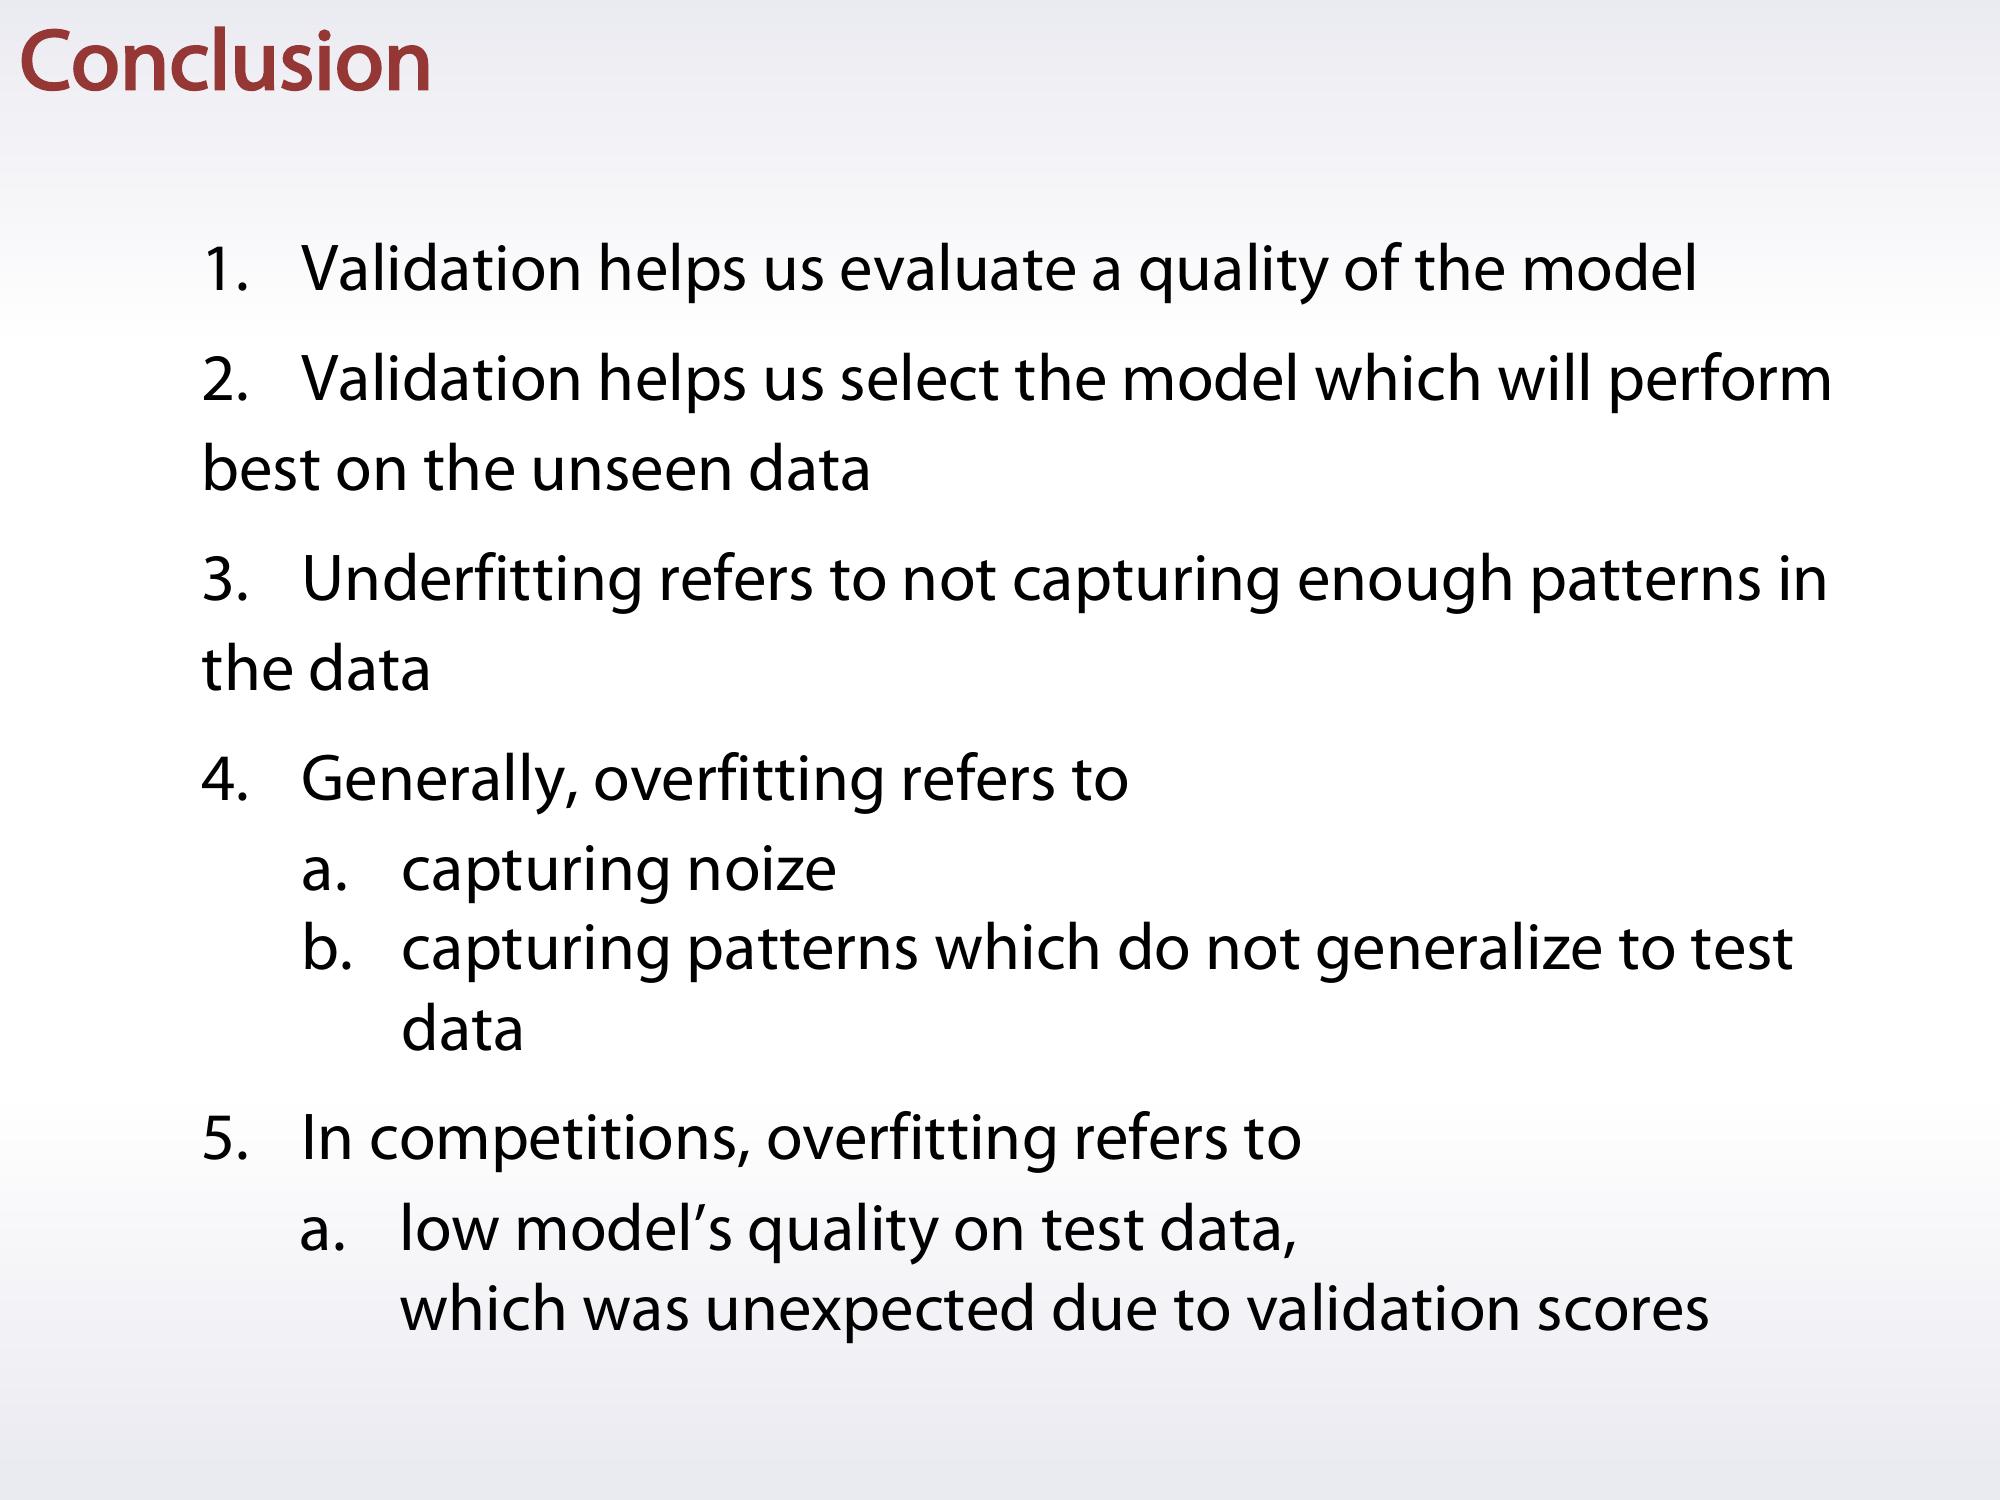 Conclusion
1. Validation helps us evaluate a quality of the model
2. Validation helps us select the model which will perform
best on the unseen data
3. Underfitting refers to not capturing enough patterns in
the data
4. Generally, overfitting refers to
a. capturing noize
b. capturing patterns which do not generalize to test
data
5. In competitions, overfitting refers to
a. low model’s quality on test data,
which was unexpected due to validation scores